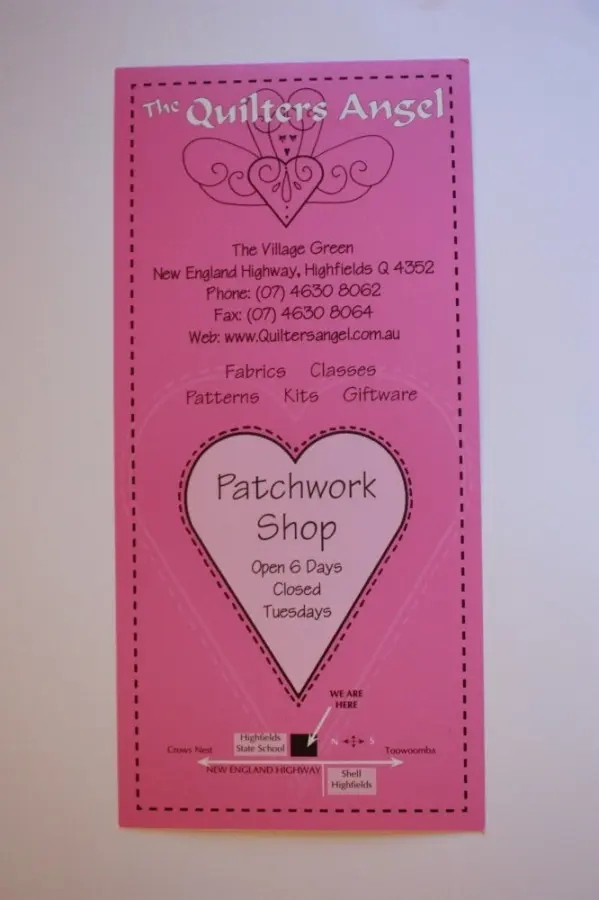 The Quilters Angel
The Village Green
New England Highway, Highfields Q 4352
Phone: (07) 4630 8062
Fax: (07) 4630 8064
Web: www.Quiltersangel.com.au
Fabrics Classes
Patterns Kits Giftware
Patchwork
Shop
Open 6 Days
Closed
Tuesdays
WE ARE
HERE
Highfields
State School
N S
Crows Nest
Toowoomba
NEW ENGLAND HIGHWAY
Shell
Highfields